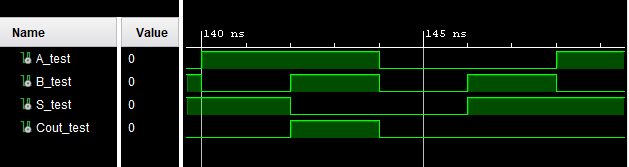 Name Value 140 ns 145 ns
A_test 0
B_test 0
S_test 0
Cout_test 0